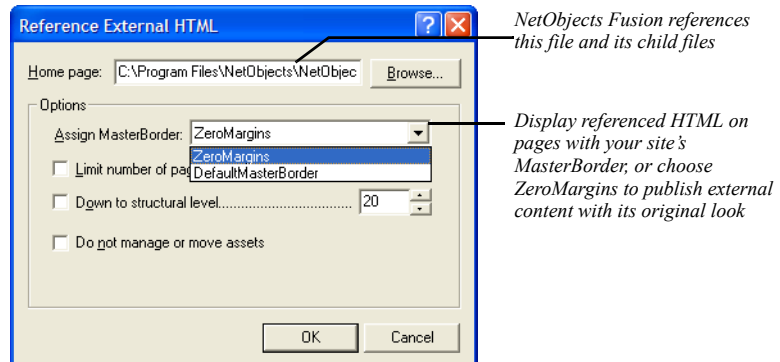 Reference External HTML
NetObjects Fusion references
this file and its child files
Home page: C:\Program Files\NetObjects\NetObjec Browse...
Options
Assign MasterBorder: ZeroMargins
ZeroMargins
DefaultMasterBorder
Limit number of pag
Down to structural level................................. 20
Do not manage or move assets
OK Cancel
Display referenced HTML on
pages with your site's
MasterBorder, or choose
ZeroMargins to publish external
content with its original look